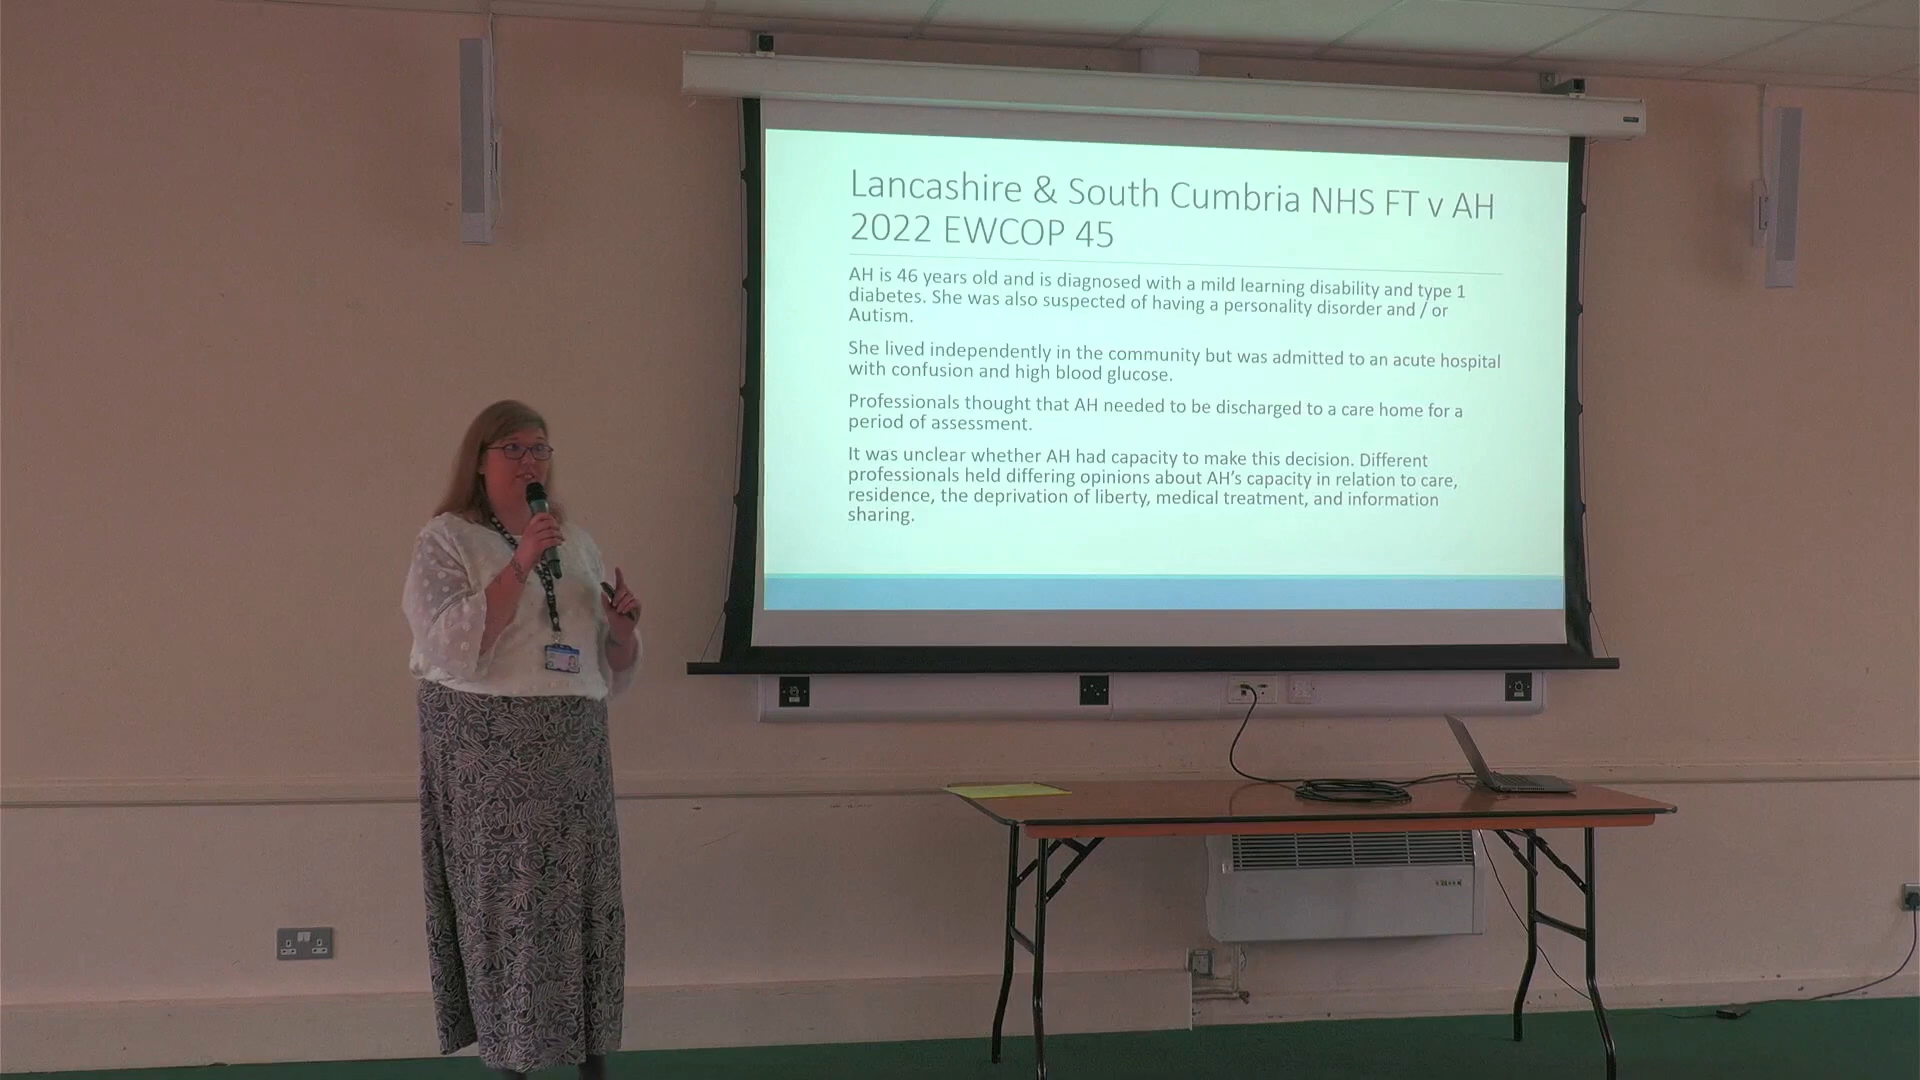 Lancashire & South Cumbria NHS FT v AH
2022 EWCOP 45
AH is 46 years old and is diagnosed with a mild learning disability and type 1
diabetes. She was also suspected of having a personality disorder and / or
Autism.
She lived independently in the community but was admitted to an acute hospital
with confusion and high blood glucose.
Professionals thought that AH needed to be discharged to a care home for a
period of assessment.
It was unclear whether AH had capacity to make this decision. Different
professionals held differing opinions about AH's capacity in relation to care,
residence, the deprivation of liberty, medical treatment, and information
sharing.